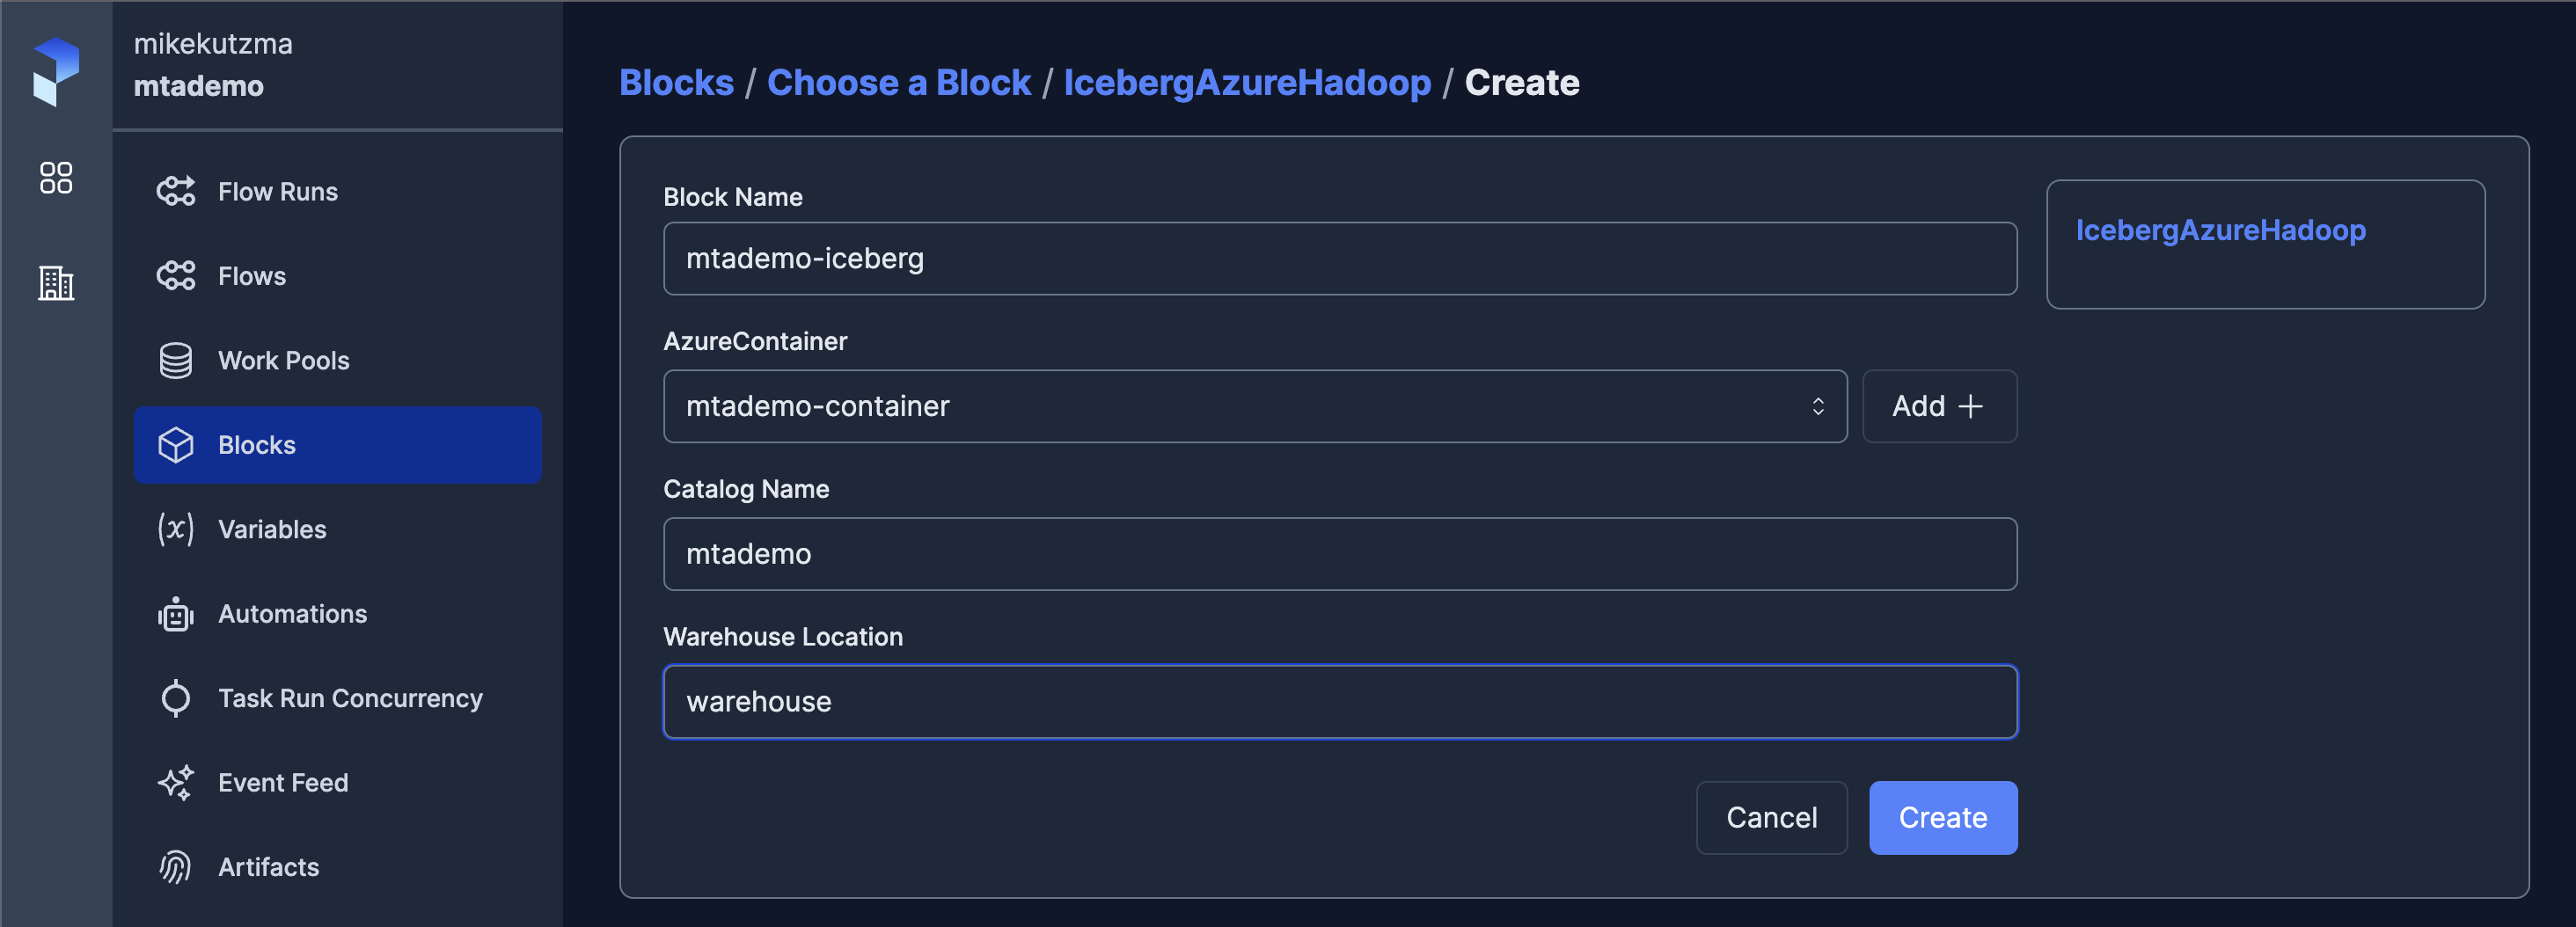 mikekutzma
mtademo
Flow Runs
Flows
Work Pools
Blocks
Variables
Automations
Task Run Concurrency
Event Feed
Artifacts
Blocks / Choose a Block / IcebergAzureHadoop / Create
Block Name
mtademo-iceberg
AzureContainer
mtademo-container
Add +
Catalog Name
mtademo
Warehouse Location
warehouse
Cancel
Create
IcebergAzureHadoop